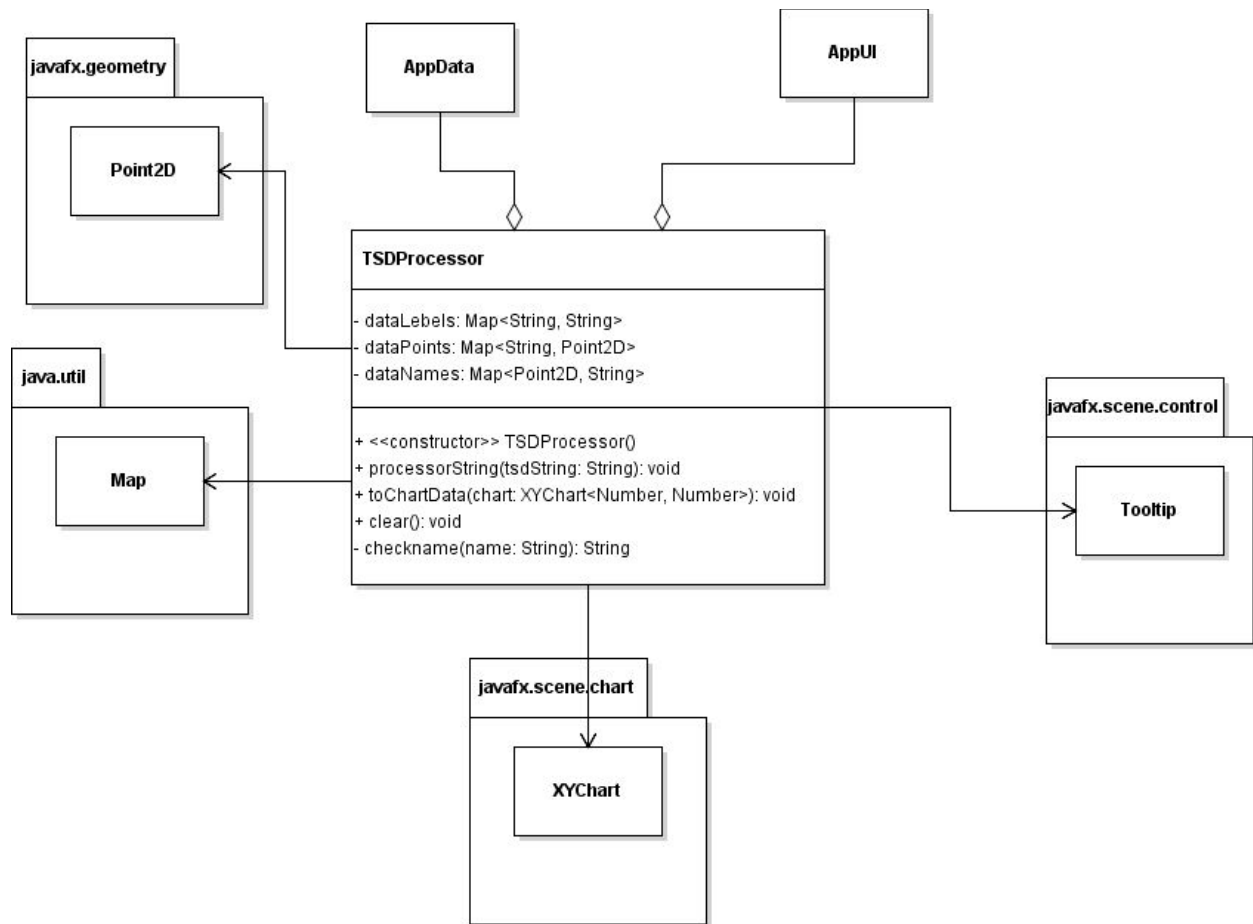 AppUI
AppData
javafx.geometry
Point2D
TSDProcessor
- dataLebels: Map<String, String>
- dataPoints: Map<String, Point2D>
- dataNames: Map<Point2D, String>
java.util
Map
+ <<constructor>> TSDProcessor()
+ processorString(tsdString: String): void
+ toChartData(chart: XYChart<Number, Number>): void
+ clear(): void
- checkname(name: String): String
javafx.scene.control
Tooltip
javafx.scene.chart
XYChart